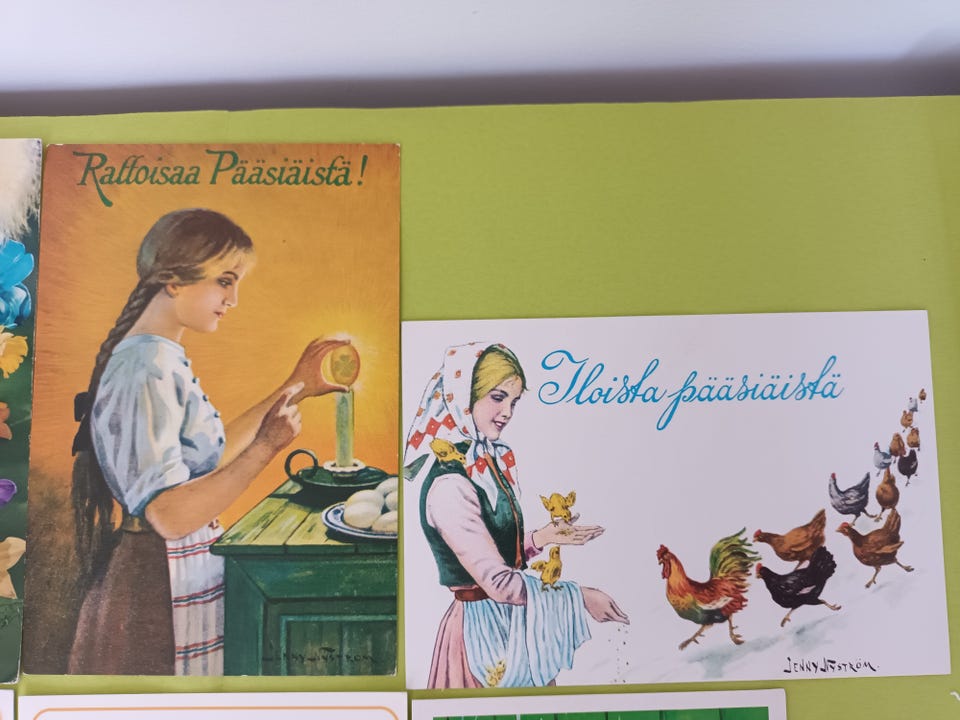 Rattoisaa Pääsiäistä!
JENNY NYSTRÖM
Iloista pääsiäistä
JENNY NYSTRÖM.